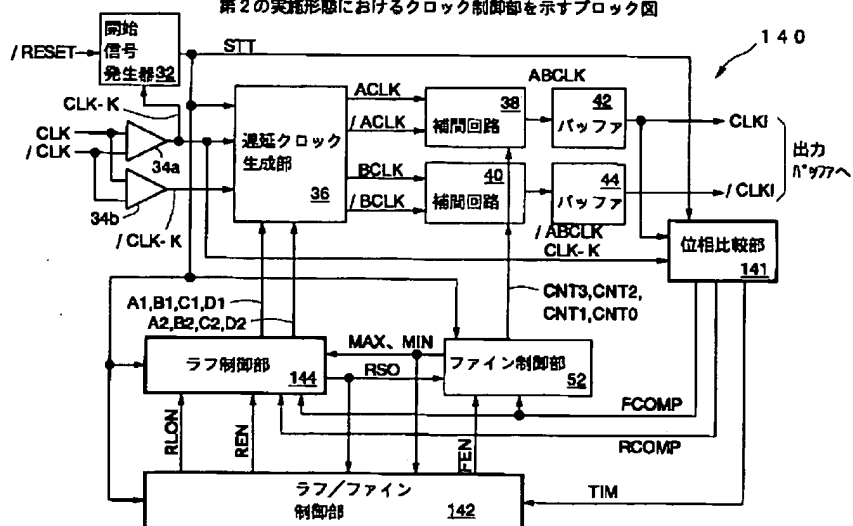 第2の実施形態におけるクロック制御部を示すブロック図
140
/RESET
開始
信号
発生器32
STT
CLK-K
CLK
/CLK
34a
34b
/CLK-K
遅延クロック
生成部
36
ACLK
/ACLK
BCLK
/BCLK
38
補間回路
40
補間回路
ABCLK
42
バッファ
44
バッファ
/ABCLK
CLK-K
CLKI
/CLKI
出力
バッファへ
位相比較部
141
A1,B1,C1,D1
A2,B2,C2,D2
CNT3,CNT2,
CNT1,CNT0
MAX、MIN
RSO
ラフ制御部
144
ファイン制御部
52
FCOMP
RCOMP
RLON
REN
FEN
TIM
ラフ/ファイン
制御部
142